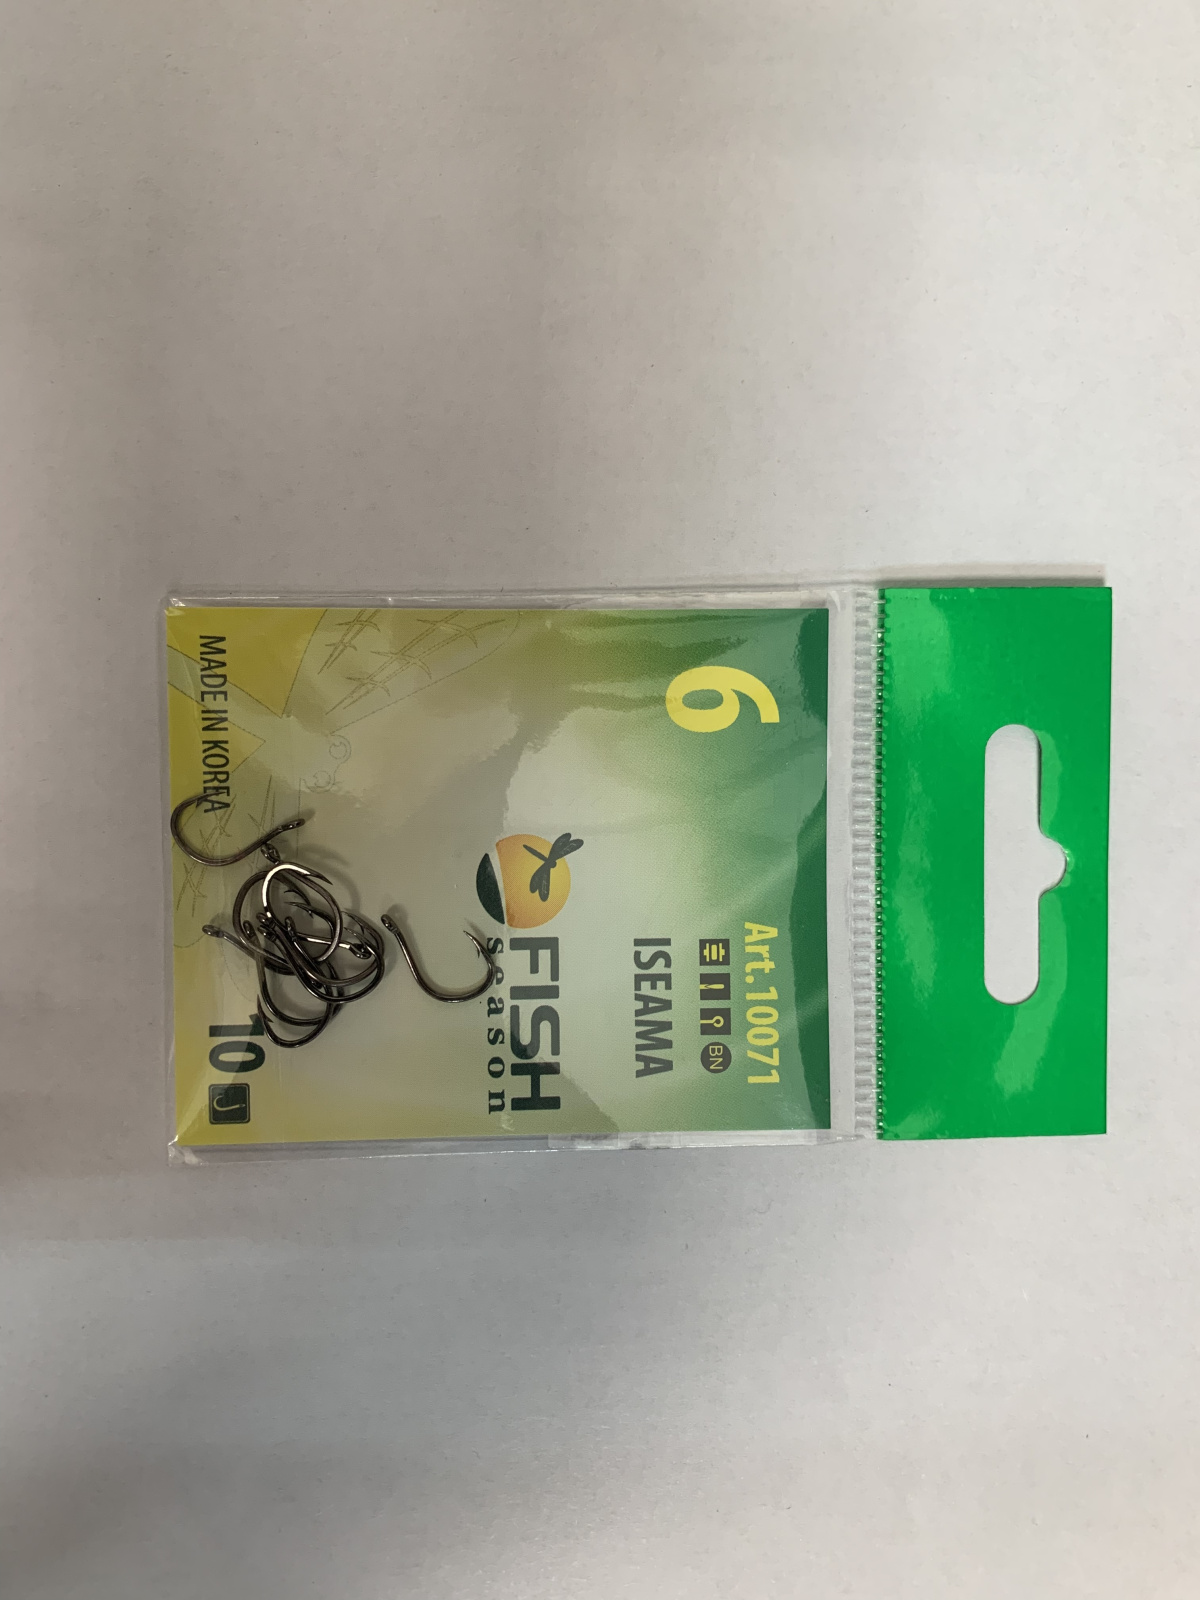 6 Art.10071
BN
ISEAMA
FISH
season
10
MADE IN KOREA